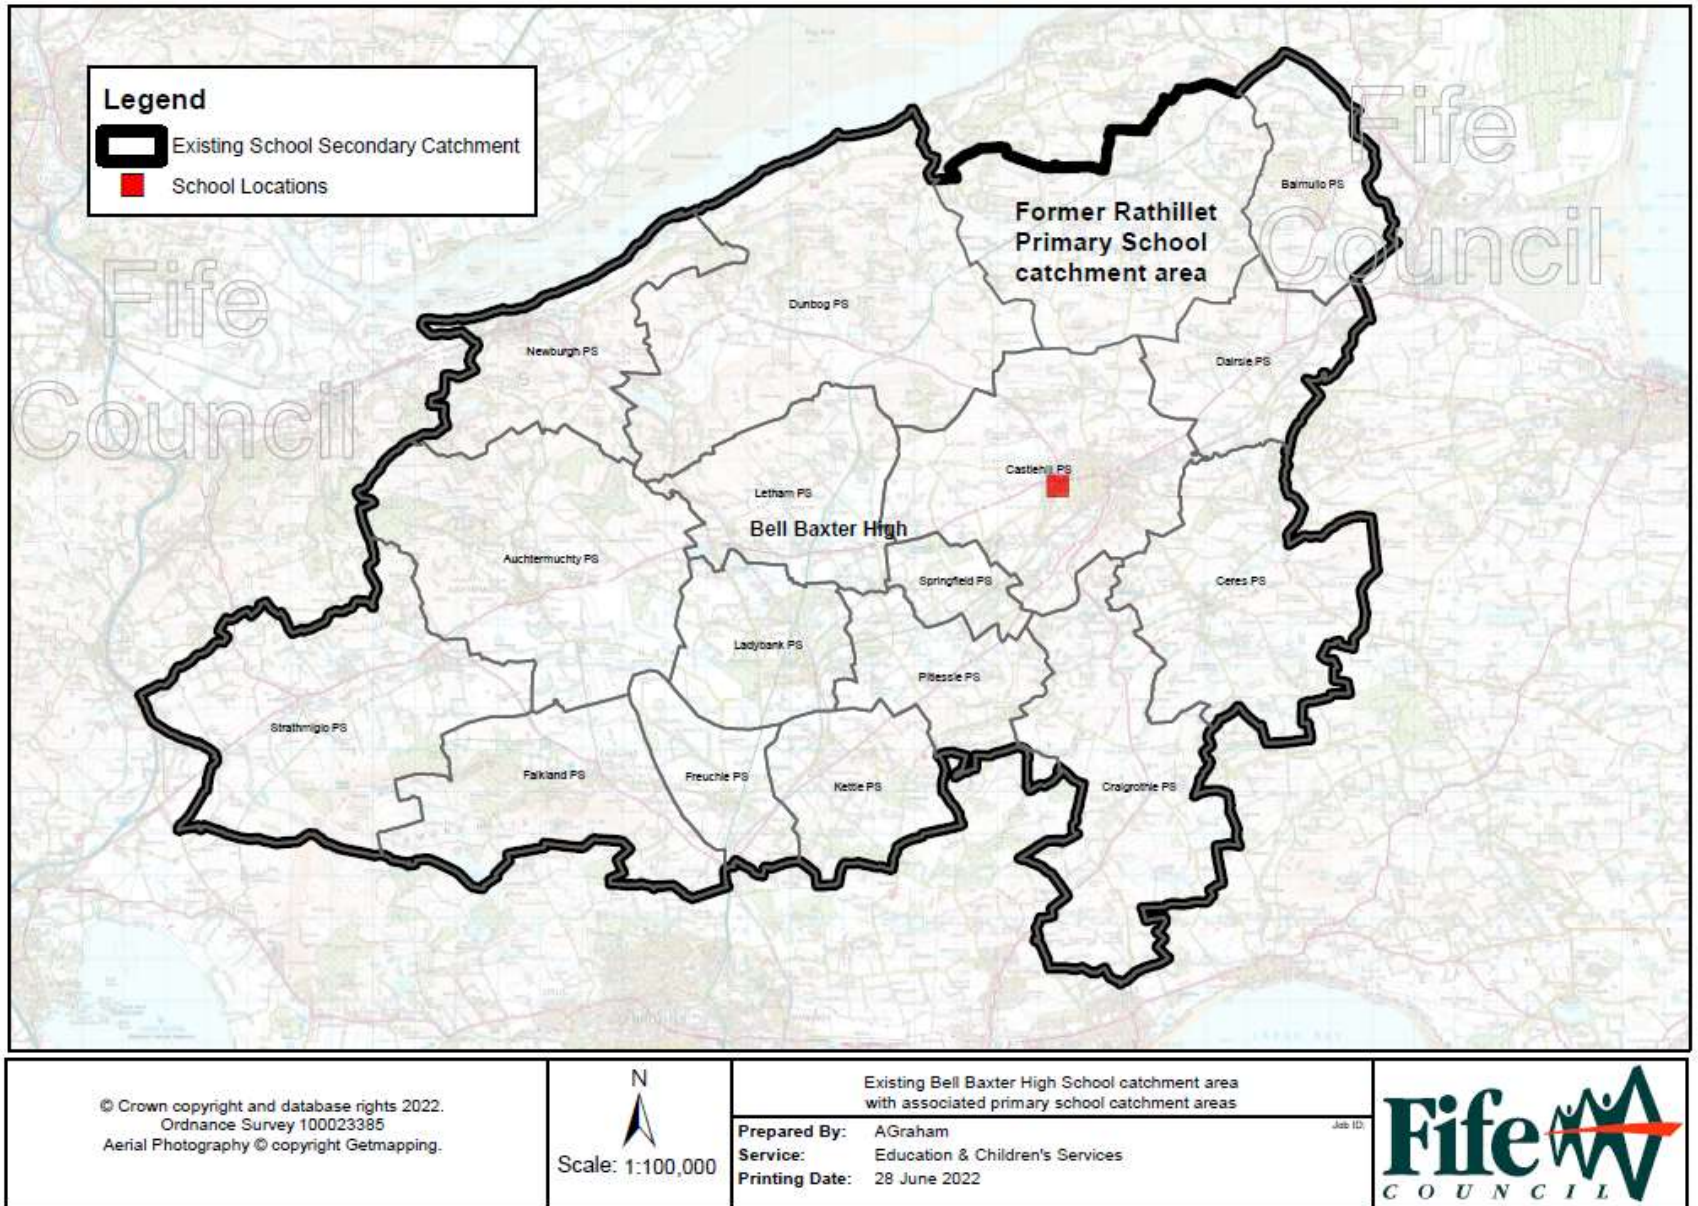 Legend
Existing School Secondary Catchment
School Locations
Fife
Council
Fife
Council
Balmullo PS
Former Rathillet
Primary School
catchment area
Dunbog PS
Newburgh PS
Dairsie PS
Castlehill PS
Letham PS
Bell Baxter High
Auchtermuchty PS
Springfield PS
Ceres PS
Ladybank PS
Pitlessie PS
Strathmiglo PS
Falkland PS
Freuchie PS
Kettle PS
Craigrothie PS
© Crown copyright and database rights 2022.
Ordnance Survey 100023385
Aerial Photography © copyright Getmapping.
N
Scale: 1:100,000
Existing Bell Baxter High School catchment area
with associated primary school catchment areas
Prepared By: AGraham
Job ID:
Service: Education & Children's Services
Printing Date: 28 June 2022
Fife
COUNCIL